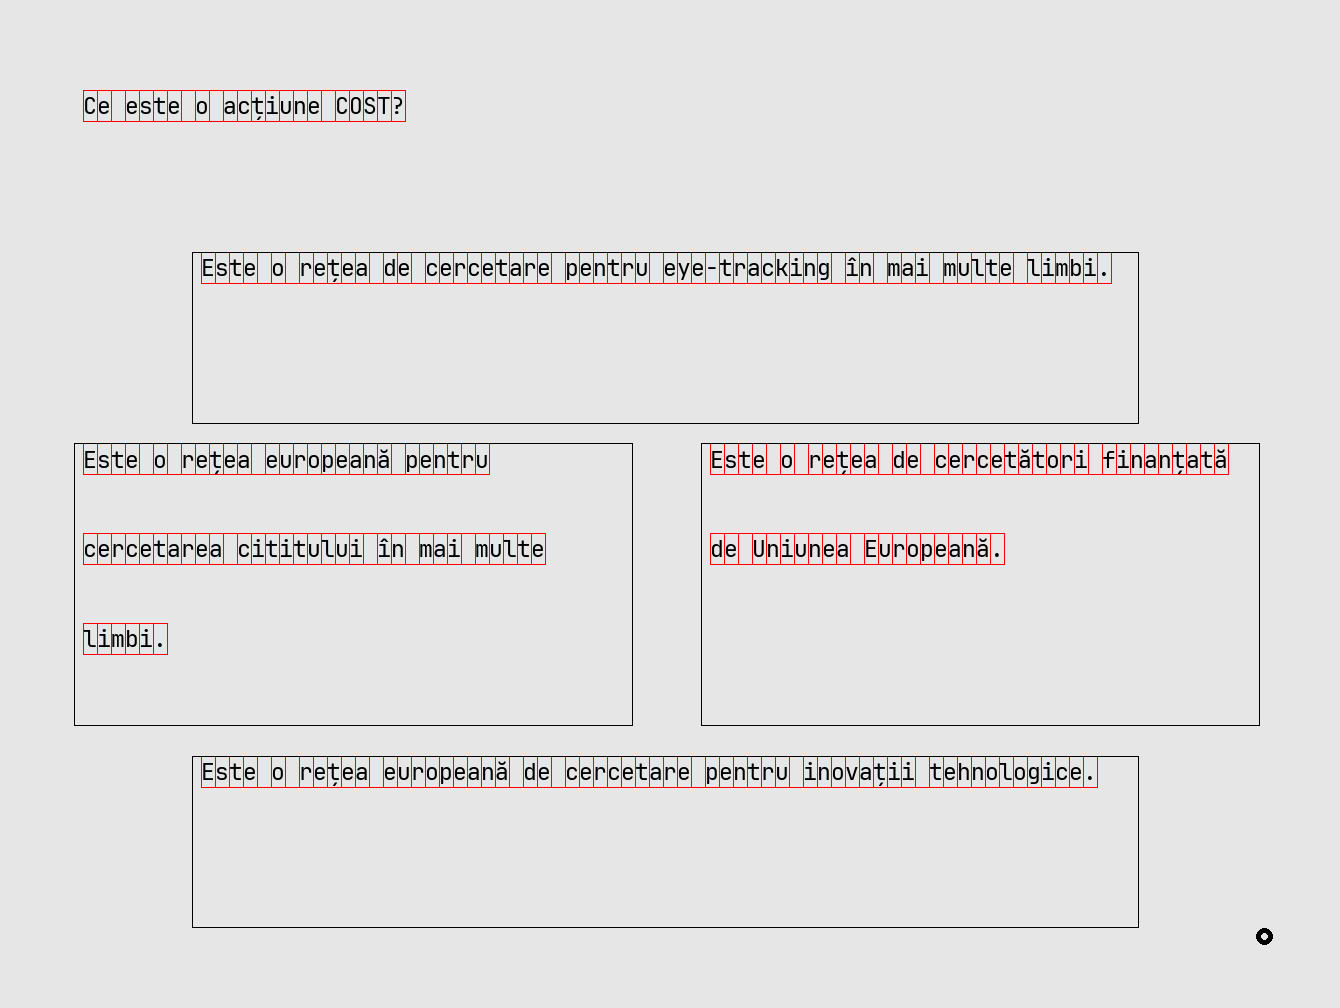 Ce este o acțiune COST?
Este o rețea de cercetare pentru eye-tracking în mai multe limbi.
Este o rețea europeană pentru
cercetarea cititului în mai multe
limbi.
Este o rețea de cercetători finanțată
de Uniunea Europeană.
Este o rețea europeană de cercetare pentru inovații tehnologice.